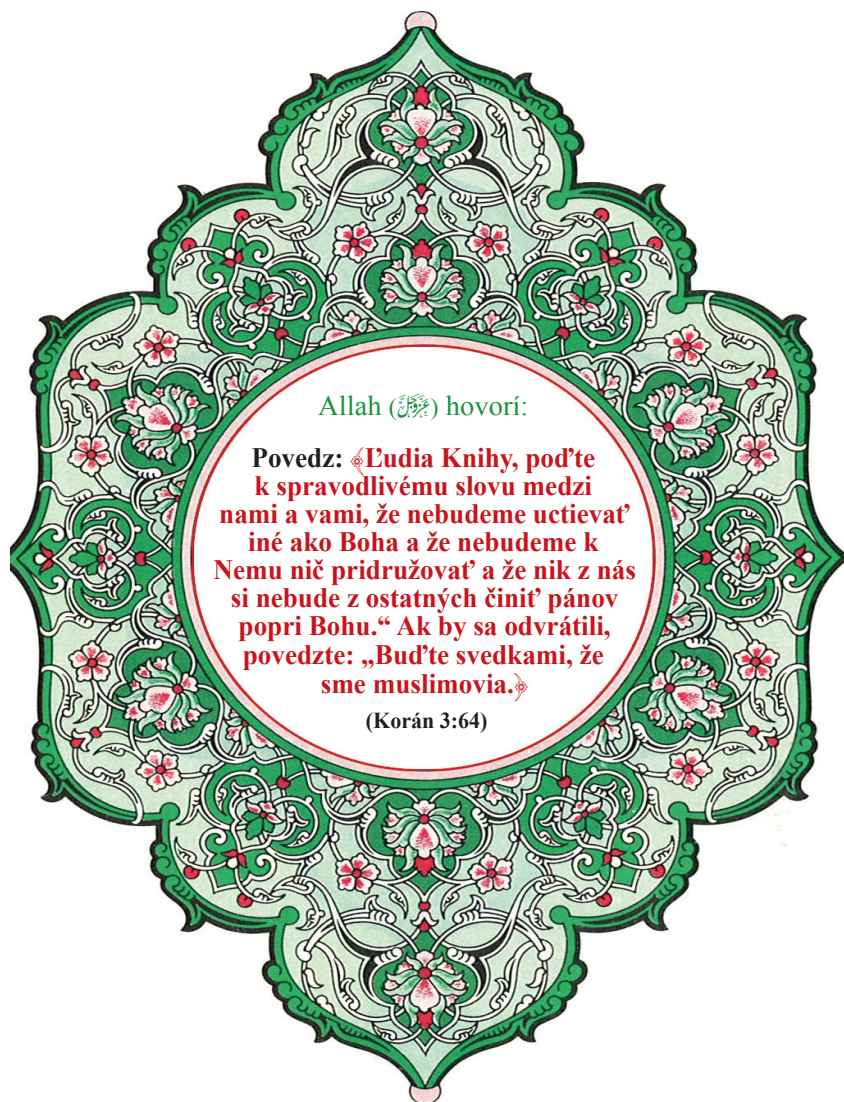 Allah (عَزَّوَجَلَّ) hovorí:
Povedz: ﴾Ľudia Knihy, poďte
k spravodlivému slovu medzi
nami a vami, že nebudeme uctievať
iné ako Boha a že nebudeme k
Nemu nič pridružovať a že nik z nás
si nebude z ostatných činiť pánov
popri Bohu.“ Ak by sa odvrátili,
povedzte: „Buďte svedkami, že
sme muslimovia.﴿
(Korán 3:64)